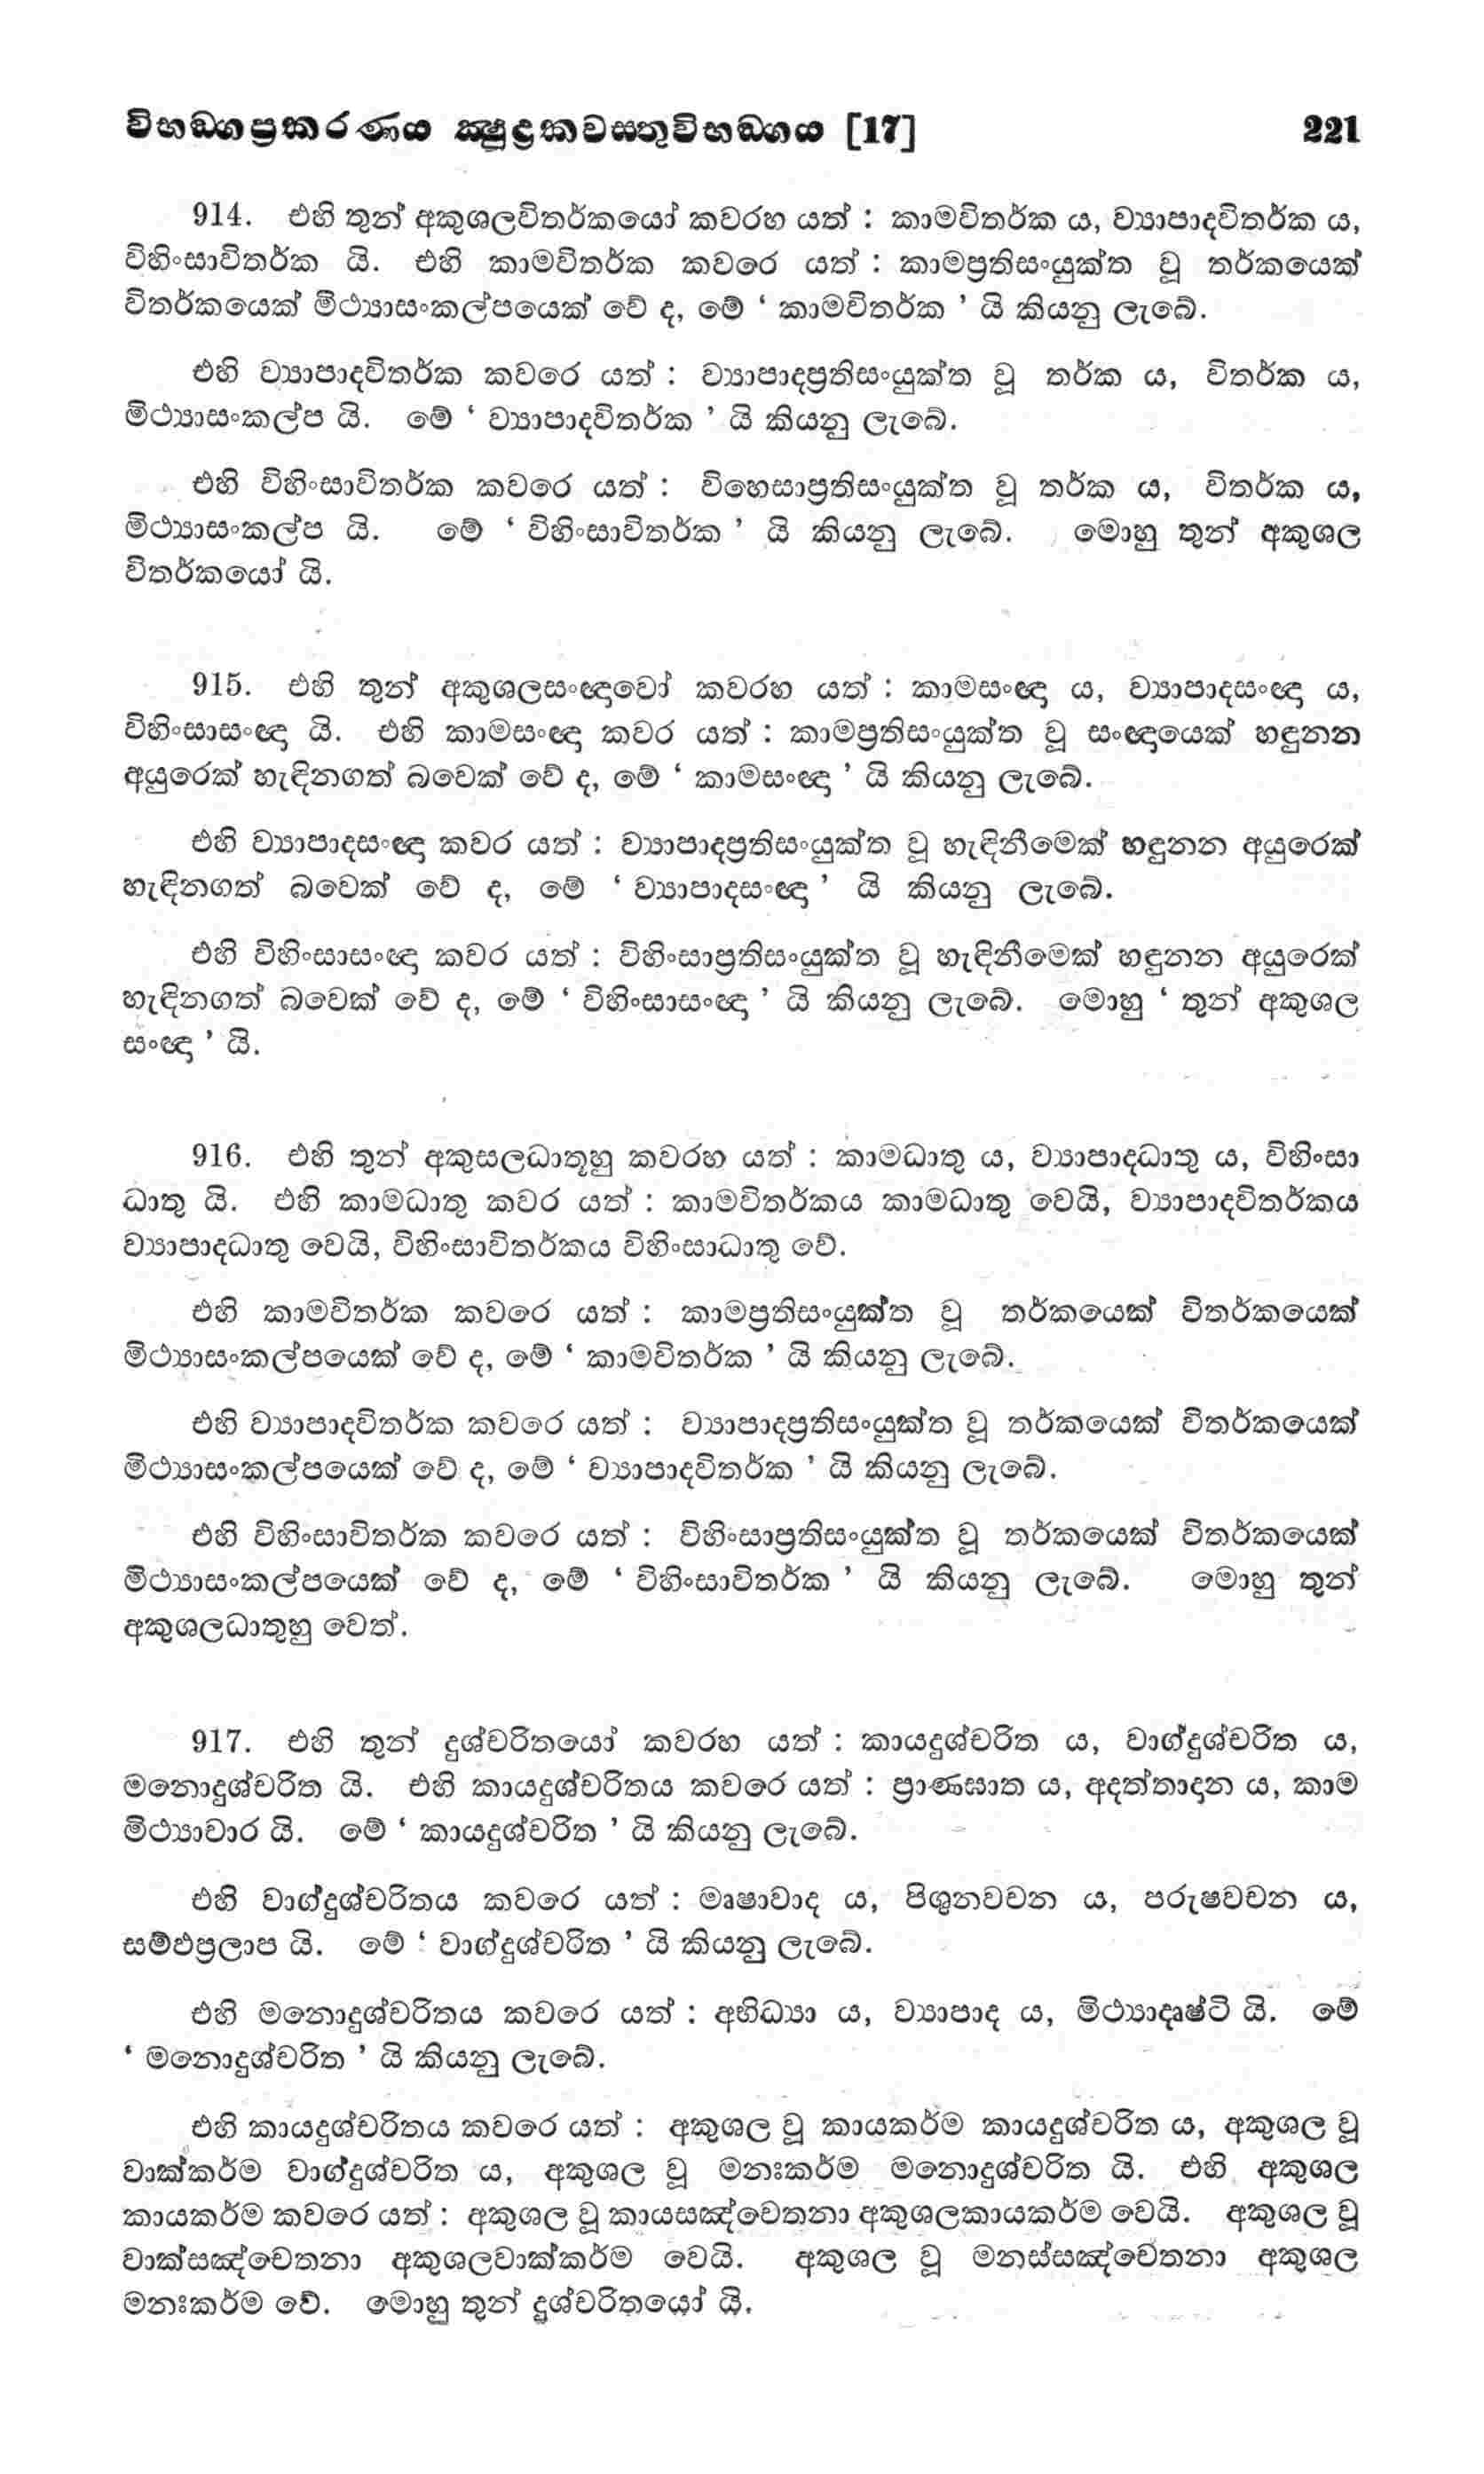 විභඞ්ගප්‍රකරණය ක්‍ෂුද්‍රකවස්තුවිභඞ්ගය [17] 221
914. එහි තුන් අකුශලවිතර්කයෝ කවරහ යත් : කාමවිතර්ක ය, ව්‍යාපාදවිතර්ක ය,
විහිංසාවිතර්ක යි. එහි කාමවිතර්ක කවරෙ යත් : කාමප්‍රතිසංයුක්ත වූ තර්කයෙක්
විතර්කයෙක් මිථ්‍යාසංකල්පයෙක් වේ ද, මේ ‘ කාමවිතර්ක ’ යි කියනු ලැබේ.
එහි ව්‍යාපාදවිතර්ක කවරෙ යත් : ව්‍යාපාදප්‍රතිසංයුක්ත වූ තර්ක ය, විතර්ක ය,
මිථ්‍යාසංකල්ප යි. මේ ‘ ව්‍යාපාදවිතර්ක ’ යි කියනු ලැබේ.
එහි විහිංසාවිතර්ක කවරෙ යත් : විහෙසාප්‍රතිසංයුක්ත වූ තර්ක ය, විතර්ක ය,
මිථ්‍යාසංකල්ප යි. මේ ‘ විහිංසාවිතර්ක ’ යි කියනු ලැබේ. මොහු තුන් අකුශල
විතර්කයෝ යි.
915. එහි තුන් අකුශලසංඥාවෝ කවරහ යත් : කාමසංඥා ය, ව්‍යාපාදසංඥා ය,
විහිංසාසංඥා යි. එහි කාමසංඥා කවර යත් : කාමප්‍රතිසංයුක්ත වූ සංඥායෙක් හඳුනන
අයුරෙක් හැඳිනගත් බවෙක් වේ ද, මේ ‘ කාමසංඥා ’ යි කියනු ලැබේ.
එහි ව්‍යාපාදසංඥා කවර යත් : ව්‍යාපාදප්‍රතිසංයුක්ත වූ හැඳිනීමෙක් හඳුනන අයුරෙක්
හැඳිනගත් බවෙක් වේ ද, මේ ‘ ව්‍යාපාදසංඥා ’ යි කියනු ලැබේ.
එහි විහිංසාසංඥා කවර යත් : විහිංසාප්‍රතිසංයුක්ත වූ හැඳිනීමෙක් හඳුනන අයුරෙක්
හැඳිනගත් බවෙක් වේ ද, මේ ‘ විහිංසාසංඥා ’ යි කියනු ලැබේ. මොහු ‘ තුන් අකුශල
සංඥා ’ යි.
916. එහි තුන් අකුසලධාතූහු කවරහ යත් : කාමධාතු ය, ව්‍යාපාදධාතු ය, විහිංසා
ධාතු යි. එහි කාමධාතු කවර යත් : කාමවිතර්කය කාමධාතු වෙයි, ව්‍යාපාදවිතර්කය
ව්‍යාපාදධාතු වෙයි, විහිංසාවිතර්කය විහිංසාධාතු වේ.
එහි කාමවිතර්ක කවරෙ යත් : කාමප්‍රතිසංයුක්ත වූ තර්කයෙක් විතර්කයෙක්
මිථ්‍යාසංකල්පයෙක් වේ ද, මේ ‘ කාමවිතර්ක ’ යි කියනු ලැබේ.
එහි ව්‍යාපාදවිතර්ක කවරෙ යත් : ව්‍යාපාදප්‍රතිසංයුක්ත වූ තර්කයෙක් විතර්කයෙක්
මිථ්‍යාසංකල්පයෙක් වේ ද, මේ ‘ ව්‍යාපාදවිතර්ක ’ යි කියනු ලැබේ.
එහි විහිංසාවිතර්ක කවරෙ යත් : විහිංසාප්‍රතිසංයුක්ත වූ තර්කයෙක් විතර්කයෙක්
මිථ්‍යාසංකල්පයෙක් වේ ද, මේ ‘ විහිංසාවිතර්ක ’ යි කියනු ලැබේ. මොහු තුන්
අකුශලධාතුහු වෙත්.
917. එහි තුන් දුශ්චරිතයෝ කවරහ යත් : කායදුශ්චරිත ය, වාග්දුශ්චරිත ය,
මනොදුශ්චරිත යි. එහි කායදුශ්චරිතය කවරෙ යත් : ප්‍රාණඝාත ය, අදත්තාදාන ය, කාම
මිථ්‍යාචාර යි. මේ ‘ කායදුශ්චරිත ’ යි කියනු ලැබේ.
එහි වාග්දුශ්චරිතය කවරෙ යත් : මෘෂාවාද ය, පිශුනවචන ය, පරුෂවචන ය,
සම්ඵප්‍රලාප යි. මේ ‘ වාග්දුශ්චරිත ’ යි කියනු ලැබේ.
එහි මනොදුශ්චරිතය කවරෙ යත් : අභිධ්‍යා ය, ව්‍යාපාද ය, මිථ්‍යාදෘෂ්ටි යි. මේ
‘ මනොදුශ්චරිත ’ යි කියනු ලැබේ.
එහි කායදුශ්චරිතය කවරෙ යත් : අකුශල වූ කායකර්ම කායදුශ්චරිත ය, අකුශල වූ
වාක්කර්ම වාග්දුශ්චරිත ය, අකුශල වූ මනඃකර්ම මනොදුශ්චරිත යි. එහි අකුශල
කායකර්ම කවරෙ යත් : අකුශල වූ කායසඤ්චෙතනා අකුශලකායකර්ම වෙයි. අකුශල වූ
වාක්සඤ්චෙතනා අකුශලවාක්කර්ම වෙයි. අකුශල වූ මනස්සඤ්චෙතනා අකුශල
මනඃකර්ම වේ. මොහු තුන් දුශ්චරිතයෝ යි.